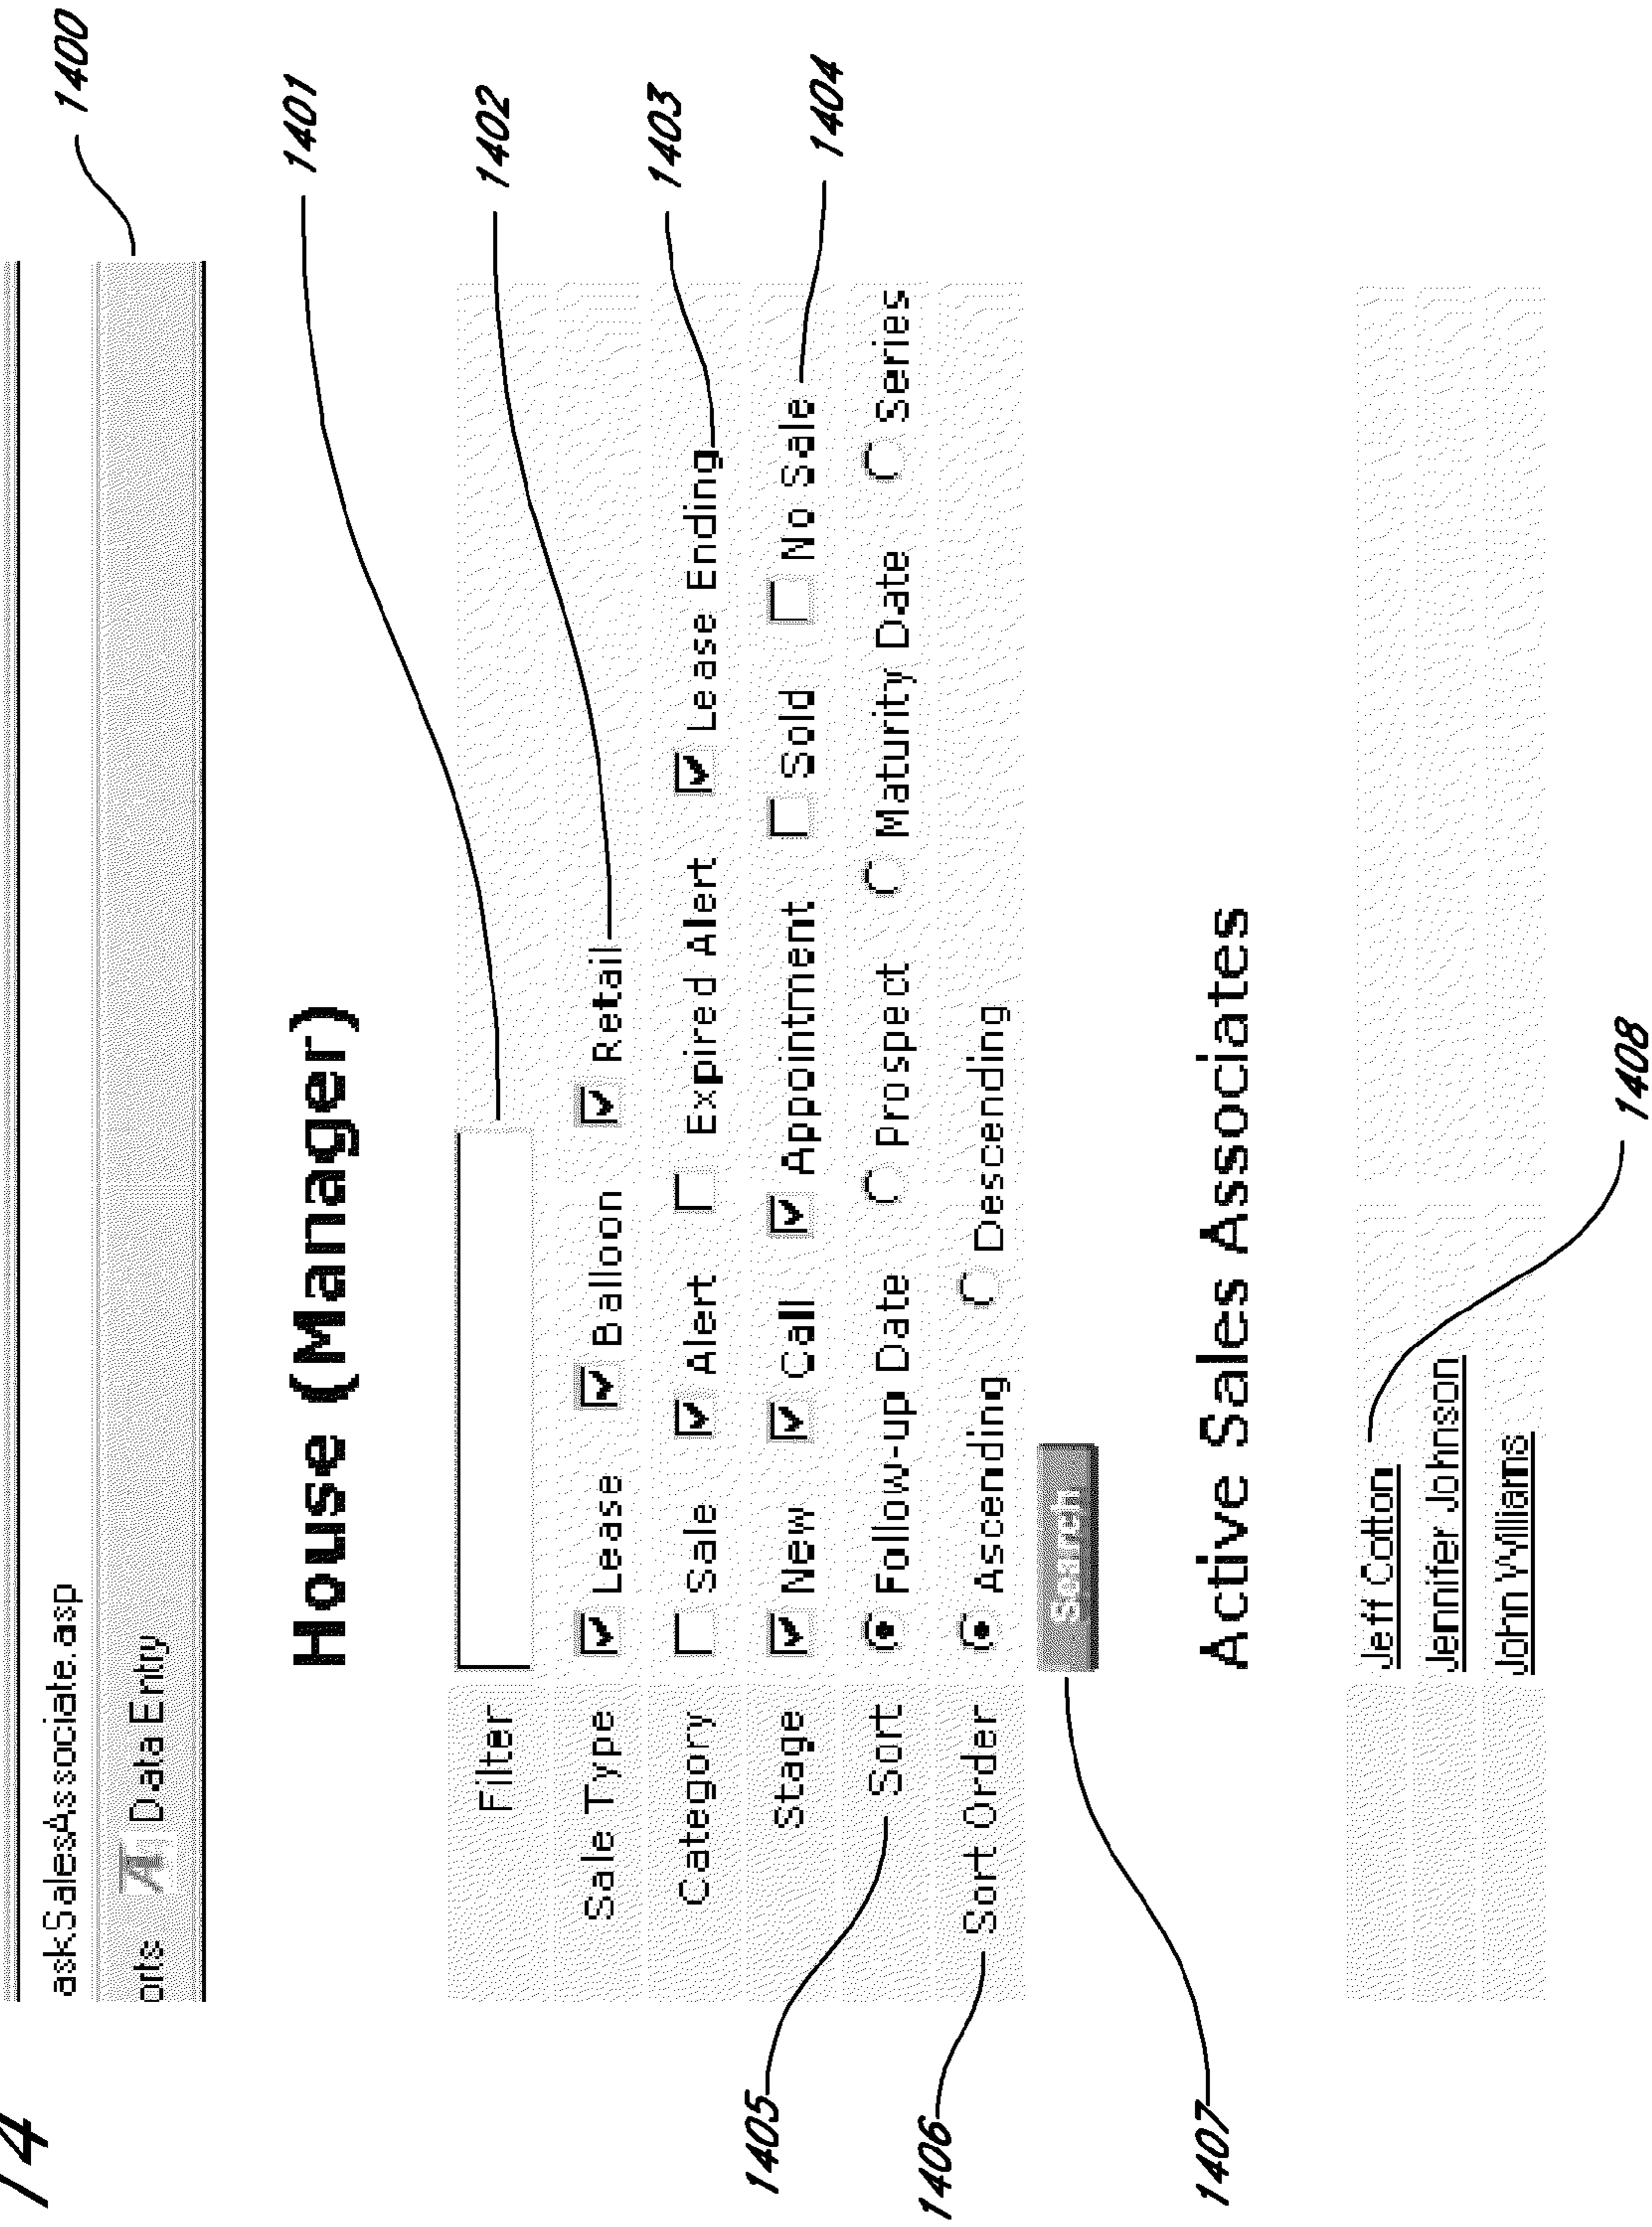 14
askSalesAssociate.asp
1400
orts Data Entry
House (Manager)
1401
Filter
1402
Sale Type Lease Balloon Retail
1403
Category Sale Alert Expired Alert Lease Ending
1404
Stage New Call Appointment Sold No Sale
1405 Sort Follow-up Date Prospect Maturity Date Series
1406 Sort Order Ascending Descending
Search
1407
Active Sales Associates
Jeff Cotton
Jennifer Johnson
John Williams
1408